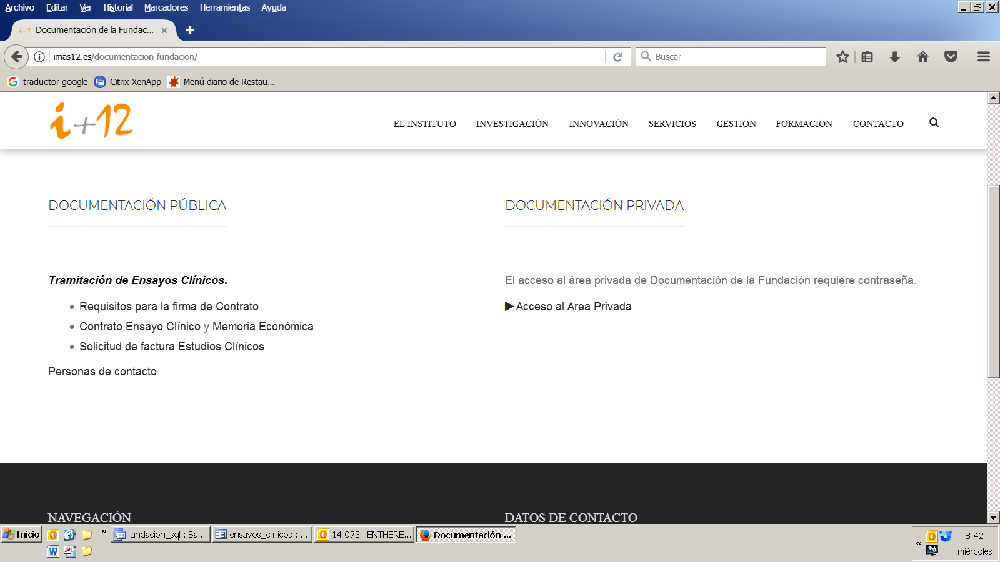 Archivo Editar Ver Historial Marcadores Herramientas Ayuda
i+12 Documentación de la Fundac...
imas12.es/documentacion-fundacion/ Buscar
traductor google Citrix XenApp Menú diario de Restau...
i+12 EL INSTITUTO INVESTIGACIÓN INNOVACIÓN SERVICIOS GESTIÓN FORMACIÓN CONTACTO
DOCUMENTACIÓN PÚBLICA
Tramitación de Ensayos Clínicos.
Requisitos para la firma de Contrato
Contrato Ensayo Clínico y Memoria Económica
Solicitud de factura Estudios Clínicos
Personas de contacto
DOCUMENTACIÓN PRIVADA
El acceso al área privada de Documentación de la Fundación requiere contraseña.
Acceso al Area Privada
NAVEGACIÓN
DATOS DE CONTACTO
Inicio » fundacion_sql : Ba... ensayos_clinicos : ... 14-073 ENTHERE... Documentación ...
« 8:42
miércoles